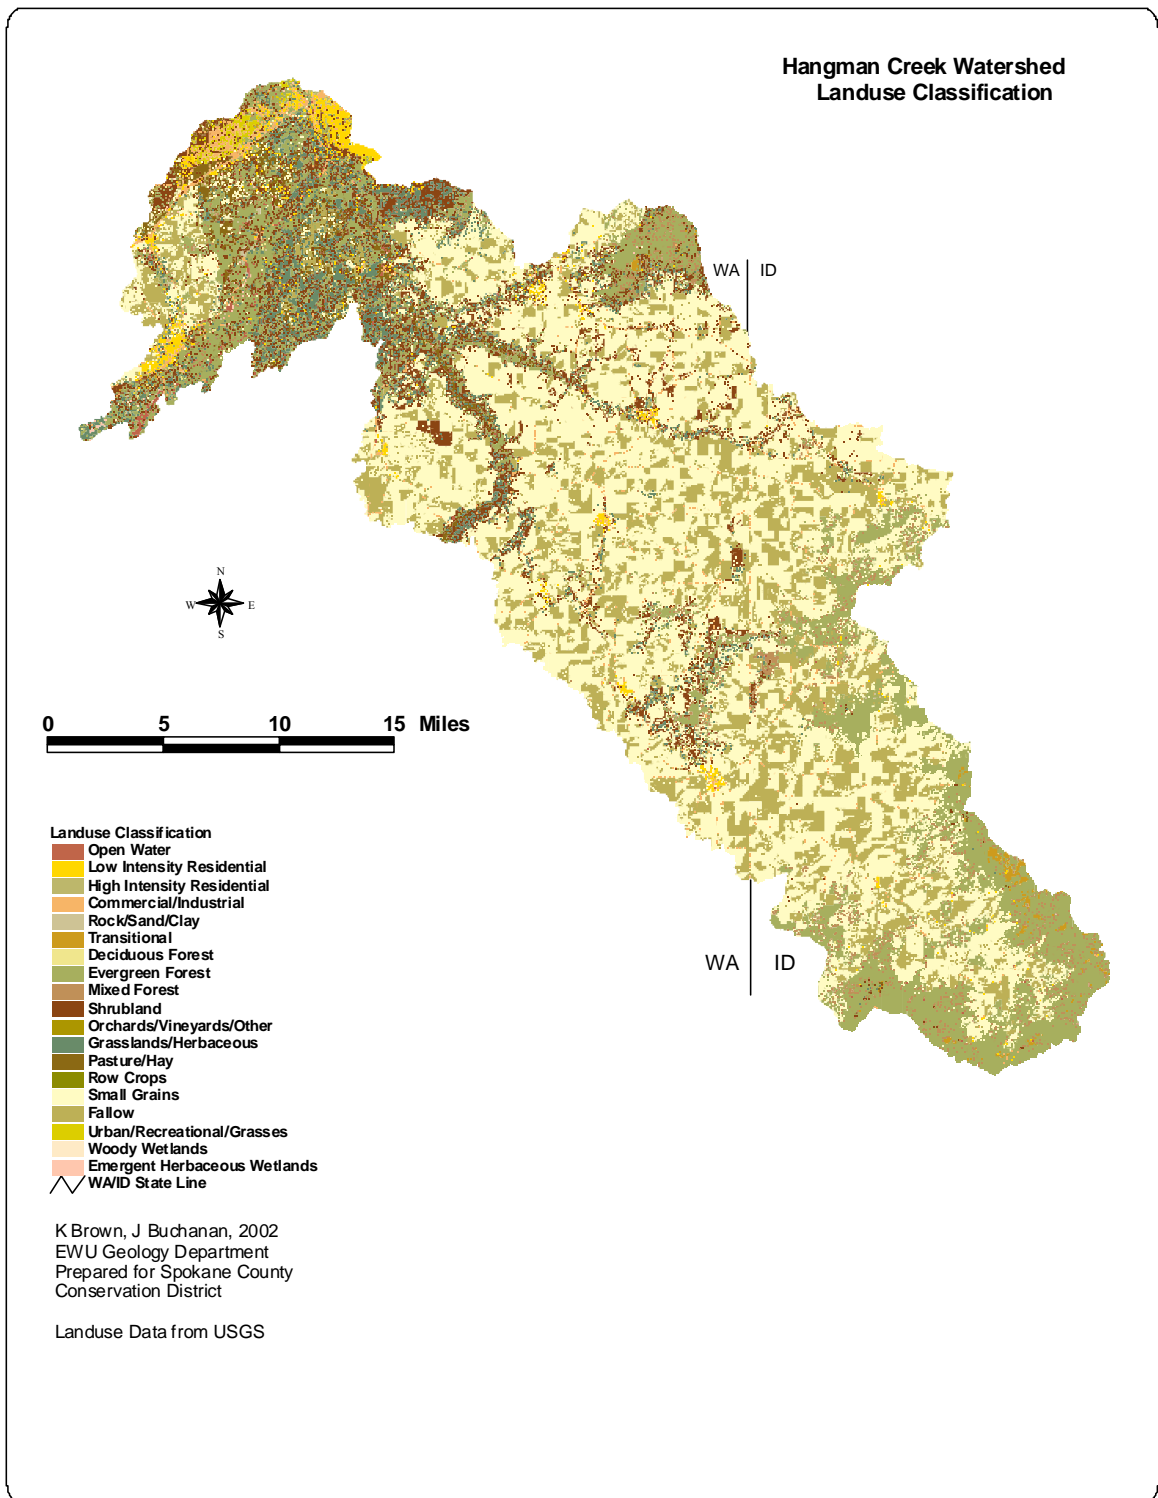 Hangman Creek Watershed
Landuse Classification
WA ID
N
W E
S
0 5 10 15 Miles
WA ID
Landuse Classification
Open Water
Low Intensity Residential
High Intensity Residential
Commercial/Industrial
Rock/Sand/Clay
Transitional
Deciduous Forest
Evergreen Forest
Mixed Forest
Shrubland
Orchards/Vineyards/Other
Grasslands/Herbaceous
Pasture/Hay
Row Crops
Small Grains
Fallow
Urban/Recreational/Grasses
Woody Wetlands
Emergent Herbaceous Wetlands
WA/ID State Line
K Brown, J Buchanan, 2002
EWU Geology Department
Prepared for Spokane County
Conservation District
Landuse Data from USGS